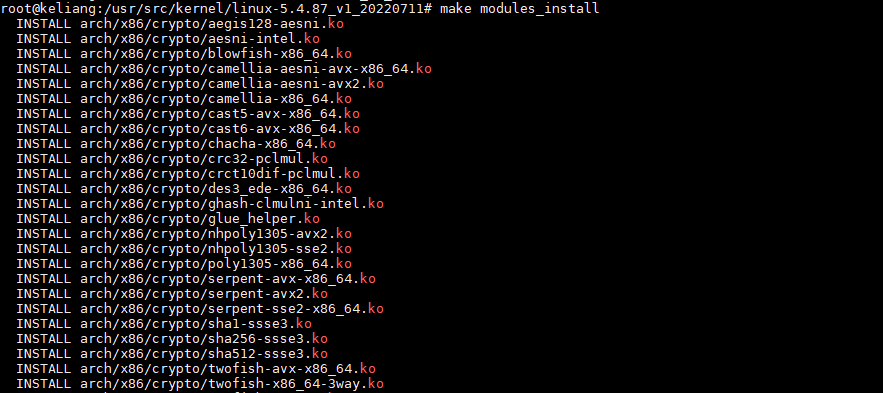 root@keliang:/usr/src/kernel/linux-5.4.87_v1_20220711# make modules_install
INSTALL arch/x86/crypto/aegis128-aesni.ko
INSTALL arch/x86/crypto/aesni-intel.ko
INSTALL arch/x86/crypto/blowfish-x86_64.ko
INSTALL arch/x86/crypto/camellia-aesni-avx-x86_64.ko
INSTALL arch/x86/crypto/camellia-aesni-avx2.ko
INSTALL arch/x86/crypto/camellia-x86_64.ko
INSTALL arch/x86/crypto/cast5-avx-x86_64.ko
INSTALL arch/x86/crypto/cast6-avx-x86_64.ko
INSTALL arch/x86/crypto/chacha-x86_64.ko
INSTALL arch/x86/crypto/crc32-pclmul.ko
INSTALL arch/x86/crypto/crct10dif-pclmul.ko
INSTALL arch/x86/crypto/des3_ede-x86_64.ko
INSTALL arch/x86/crypto/ghash-clmulni-intel.ko
INSTALL arch/x86/crypto/glue_helper.ko
INSTALL arch/x86/crypto/nhpoly1305-avx2.ko
INSTALL arch/x86/crypto/nhpoly1305-sse2.ko
INSTALL arch/x86/crypto/poly1305-x86_64.ko
INSTALL arch/x86/crypto/serpent-avx-x86_64.ko
INSTALL arch/x86/crypto/serpent-avx2.ko
INSTALL arch/x86/crypto/serpent-sse2-x86_64.ko
INSTALL arch/x86/crypto/sha1-ssse3.ko
INSTALL arch/x86/crypto/sha256-ssse3.ko
INSTALL arch/x86/crypto/sha512-ssse3.ko
INSTALL arch/x86/crypto/twofish-avx-x86_64.ko
INSTALL arch/x86/crypto/twofish-x86_64-3way.ko